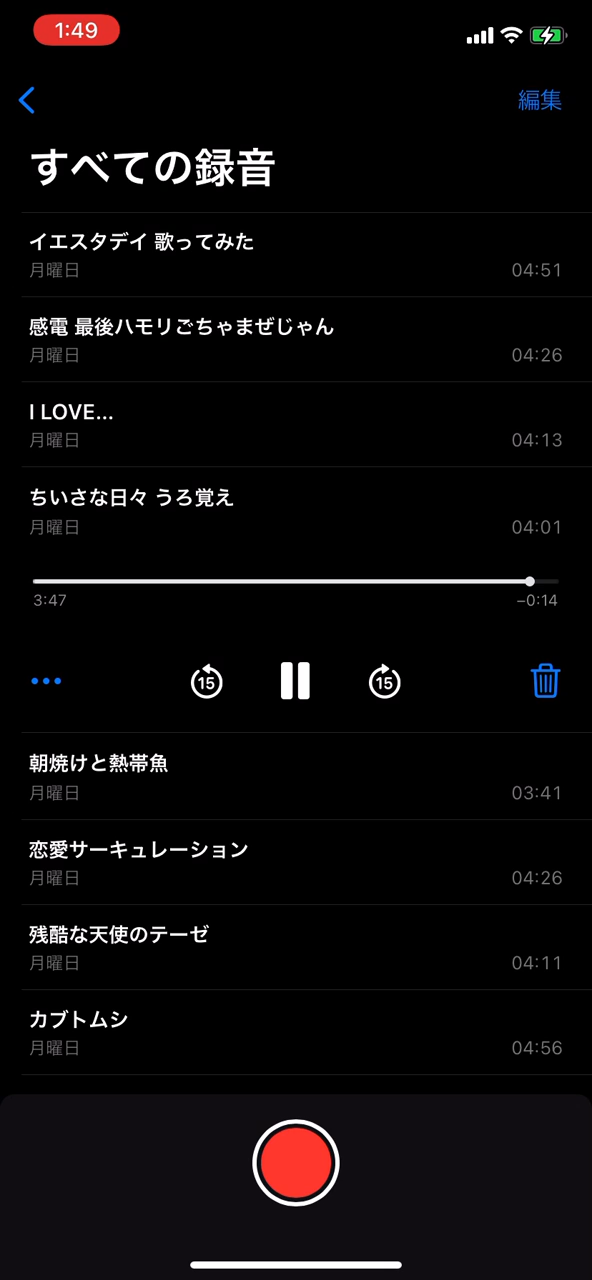 1:49
編集
すべての録音
イエスタデイ 歌ってみた
月曜日 04:51
感電 最後ハモリごちゃまぜじゃん
月曜日 04:26
I LOVE...
月曜日 04:13
ちいさな日々 うろ覚え
月曜日 04:01
3:47 −0:14
15 15
朝焼けと熱帯魚
月曜日 03:41
恋愛サーキュレーション
月曜日 04:26
残酷な天使のテーゼ
月曜日 04:11
カブトムシ
月曜日 04:56